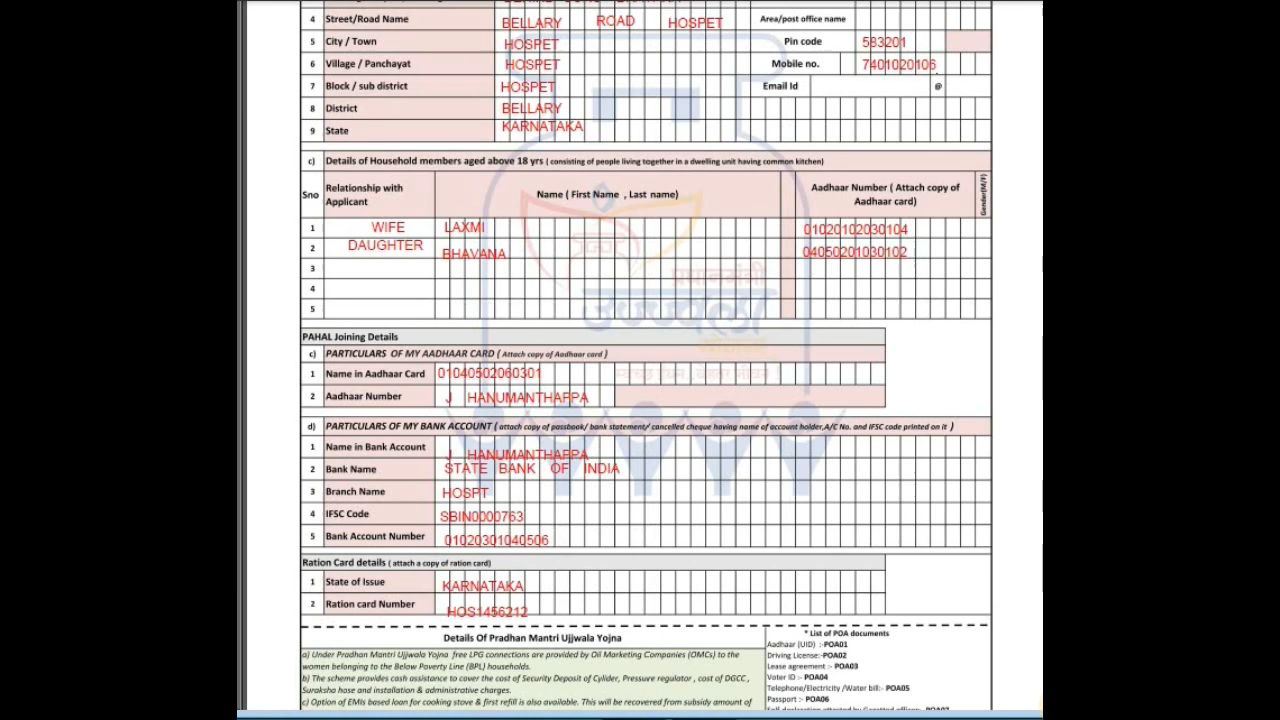 4 Street/Road Name BELLARY ROAD HOSPET Area/post office name
5 City / Town HOSPET Pin code 583201
6 Village / Panchayat HOSPET Mobile no. 7401020106
7 Block / sub district HOSPET Email Id @
8 District BELLARY
9 State KARNATAKA
c) Details of Household members aged above 18 yrs ( consisting of people living together in a dwelling unit having common kitchen)
Sno Relationship with Applicant Name ( First Name , Last name) Aadhaar Number ( Attach copy of Aadhaar card) Gender(M/F)
1 WIFE LAXMI 01020102030104
2 DAUGHTER BHAVANA 04050201030102
3
4
5
प्रधानमंत्री
उज्ज्वला
PAHAL Joining Details
c) PARTICULARS OF MY AADHAAR CARD ( Attach copy of Aadhaar card )
1 Name in Aadhaar Card 01040502060301
2 Aadhaar Number J HANUMANTHAPPA
d) PARTICULARS OF MY BANK ACCOUNT ( attach copy of passbook/ bank statement/ cancelled cheque having name of account holder,A/C No. and IFSC code printed on it )
1 Name in Bank Account J HANUMANTHAPPA
2 Bank Name STATE BANK OF INDIA
3 Branch Name HOSPT
4 IFSC Code SBIN0000763
5 Bank Account Number 01020301040506
Ration Card details ( attach a copy of ration card)
1 State of Issue KARNATAKA
2 Ration card Number HOS1456212
Details Of Pradhan Mantri Ujjwala Yojna
a) Under Pradhan Mantri Ujjwala Yojna free LPG connections are provided by Oil Marketing Companies (OMCs) to the
women belonging to the Below Poverty Line (BPL) households.
b) The scheme provides cash assistance to cover the cost of Security Deposit of Cylider, Pressure regulator , cost of DGCC ,
Suraksha hose and installation & administrative charges.
c) Option of EMIs based loan for cooking stove & first refill is also available. This will be recovered from subsidy amount of
* List of POA documents
Aadhaar (UID) :-POA01
Driving License:-POA02
Lease agreement :- POA03
Voter ID :- POA04
Telephone/Electricity /Water bill:- POA05
Passport :- POA06